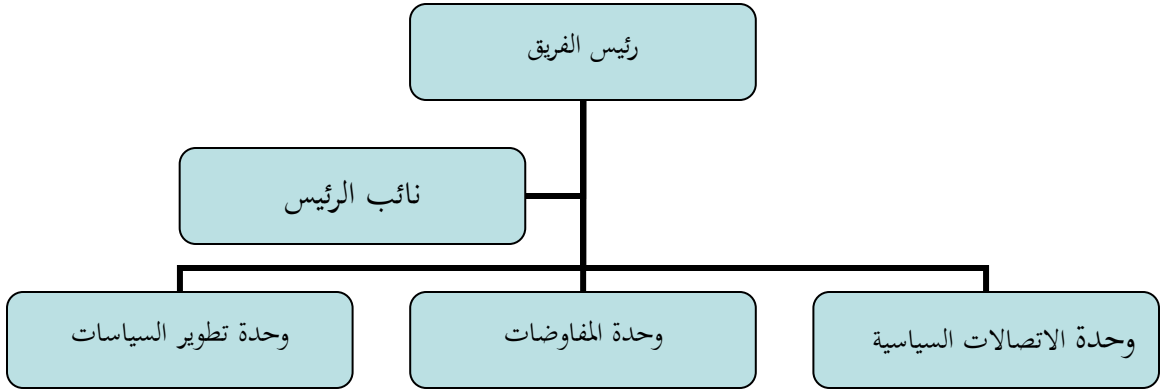 رئيس الفريق
نائب الرئيس
وحدة الاتصالات السياسية
وحدة المفاوضات
وحدة تطوير السياسات